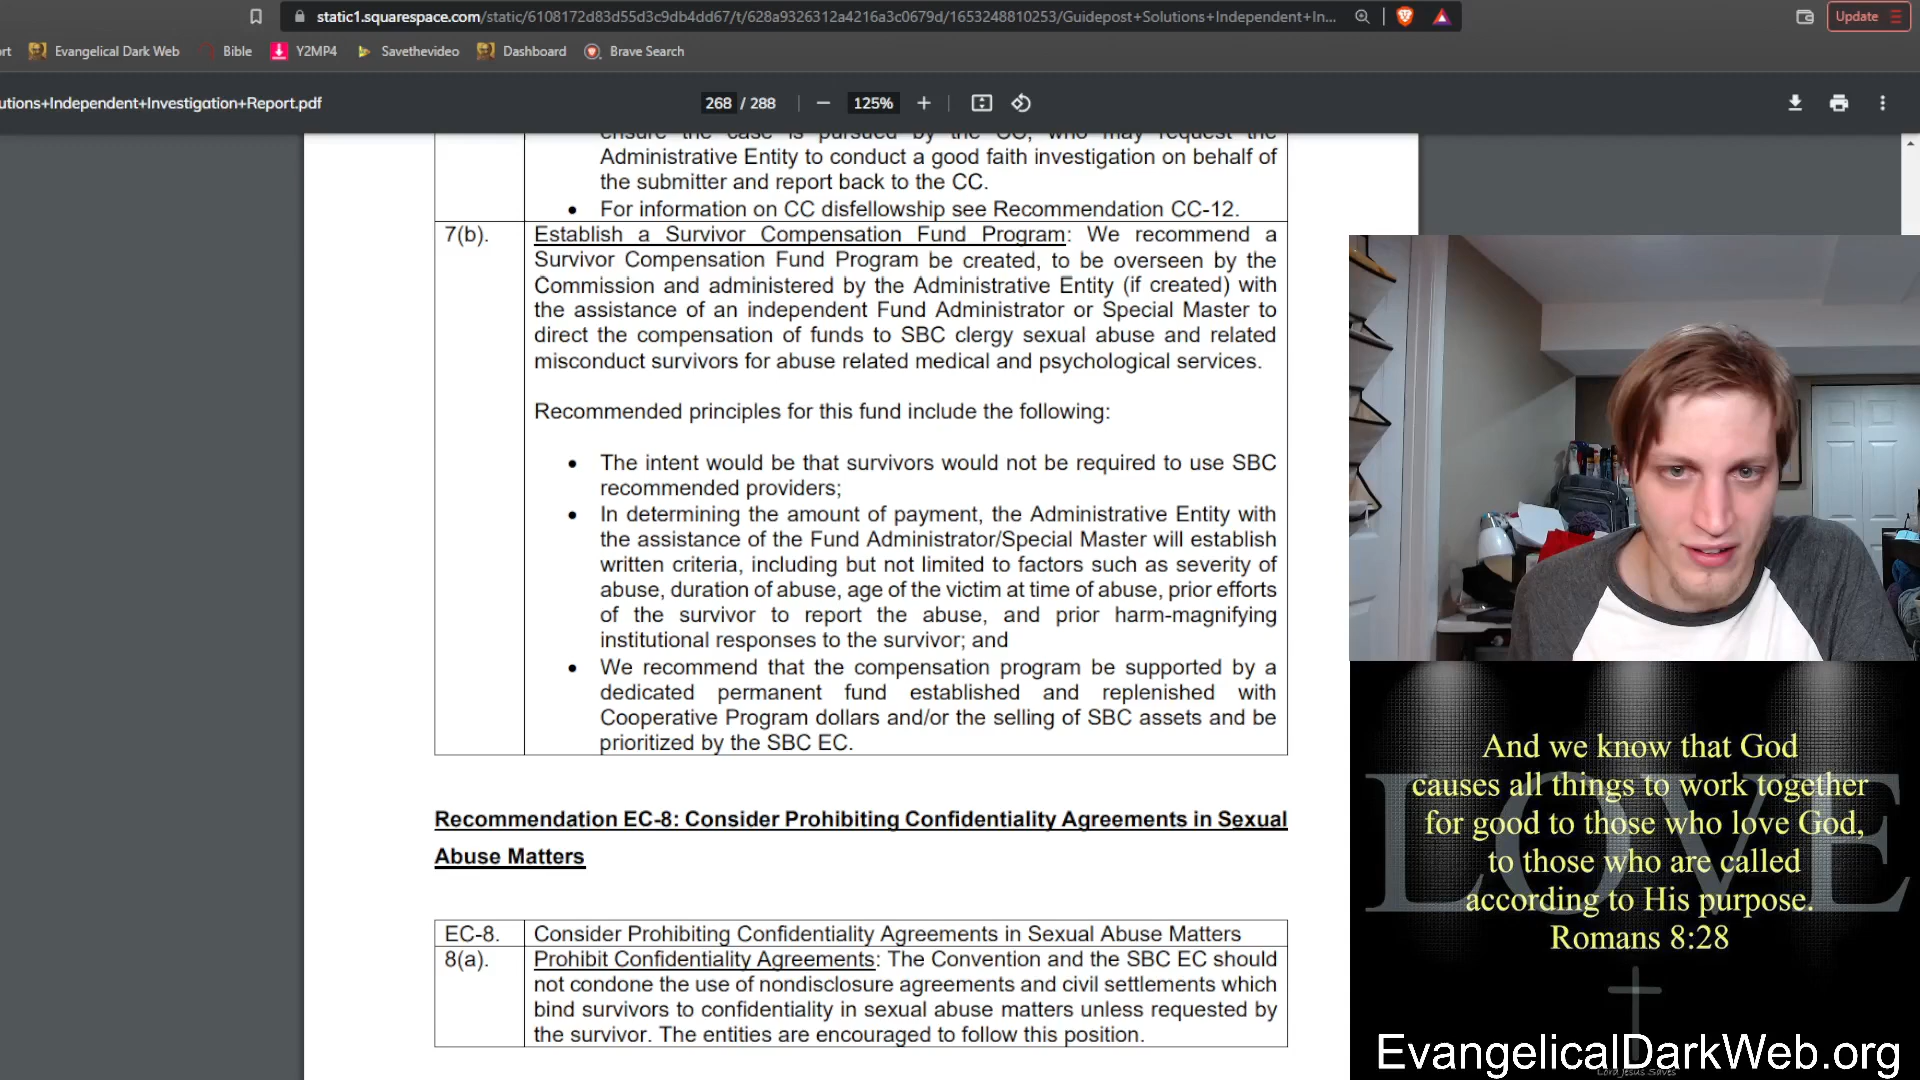 static1.squarespace.com/static/6108172d83d55d3c9db4dd67/t/628a9326312a4216a3c0679d/1653248810253/Guidepost+Solutions+Independent+In...
Update
rt Evangelical Dark Web Bible Y2MP4 Savethevideo Dashboard Brave Search
utions+Independent+Investigation+Report.pdf 268 / 288 125%
ensure the case is pursued by the CC, who may request the
Administrative Entity to conduct a good faith investigation on behalf of
the submitter and report back to the CC.
• For information on CC disfellowship see Recommendation CC-12.
7(b). Establish a Survivor Compensation Fund Program: We recommend a
Survivor Compensation Fund Program be created, to be overseen by the
Commission and administered by the Administrative Entity (if created) with
the assistance of an independent Fund Administrator or Special Master to
direct the compensation of funds to SBC clergy sexual abuse and related
misconduct survivors for abuse related medical and psychological services.
Recommended principles for this fund include the following:
• The intent would be that survivors would not be required to use SBC
recommended providers;
• In determining the amount of payment, the Administrative Entity with
the assistance of the Fund Administrator/Special Master will establish
written criteria, including but not limited to factors such as severity of
abuse, duration of abuse, age of the victim at time of abuse, prior efforts
of the survivor to report the abuse, and prior harm-magnifying
institutional responses to the survivor; and
• We recommend that the compensation program be supported by a
dedicated permanent fund established and replenished with
Cooperative Program dollars and/or the selling of SBC assets and be
prioritized by the SBC EC.
Recommendation EC-8: Consider Prohibiting Confidentiality Agreements in Sexual
Abuse Matters
EC-8. Consider Prohibiting Confidentiality Agreements in Sexual Abuse Matters
8(a). Prohibit Confidentiality Agreements: The Convention and the SBC EC should
not condone the use of nondisclosure agreements and civil settlements which
bind survivors to confidentiality in sexual abuse matters unless requested by
the survivor. The entities are encouraged to follow this position.
LOVE
And we know that God
causes all things to work together
for good to those who love God,
to those who are called
according to His purpose.
Romans 8:28
EvangelicalDarkWeb.org
Lord Jesus Saves